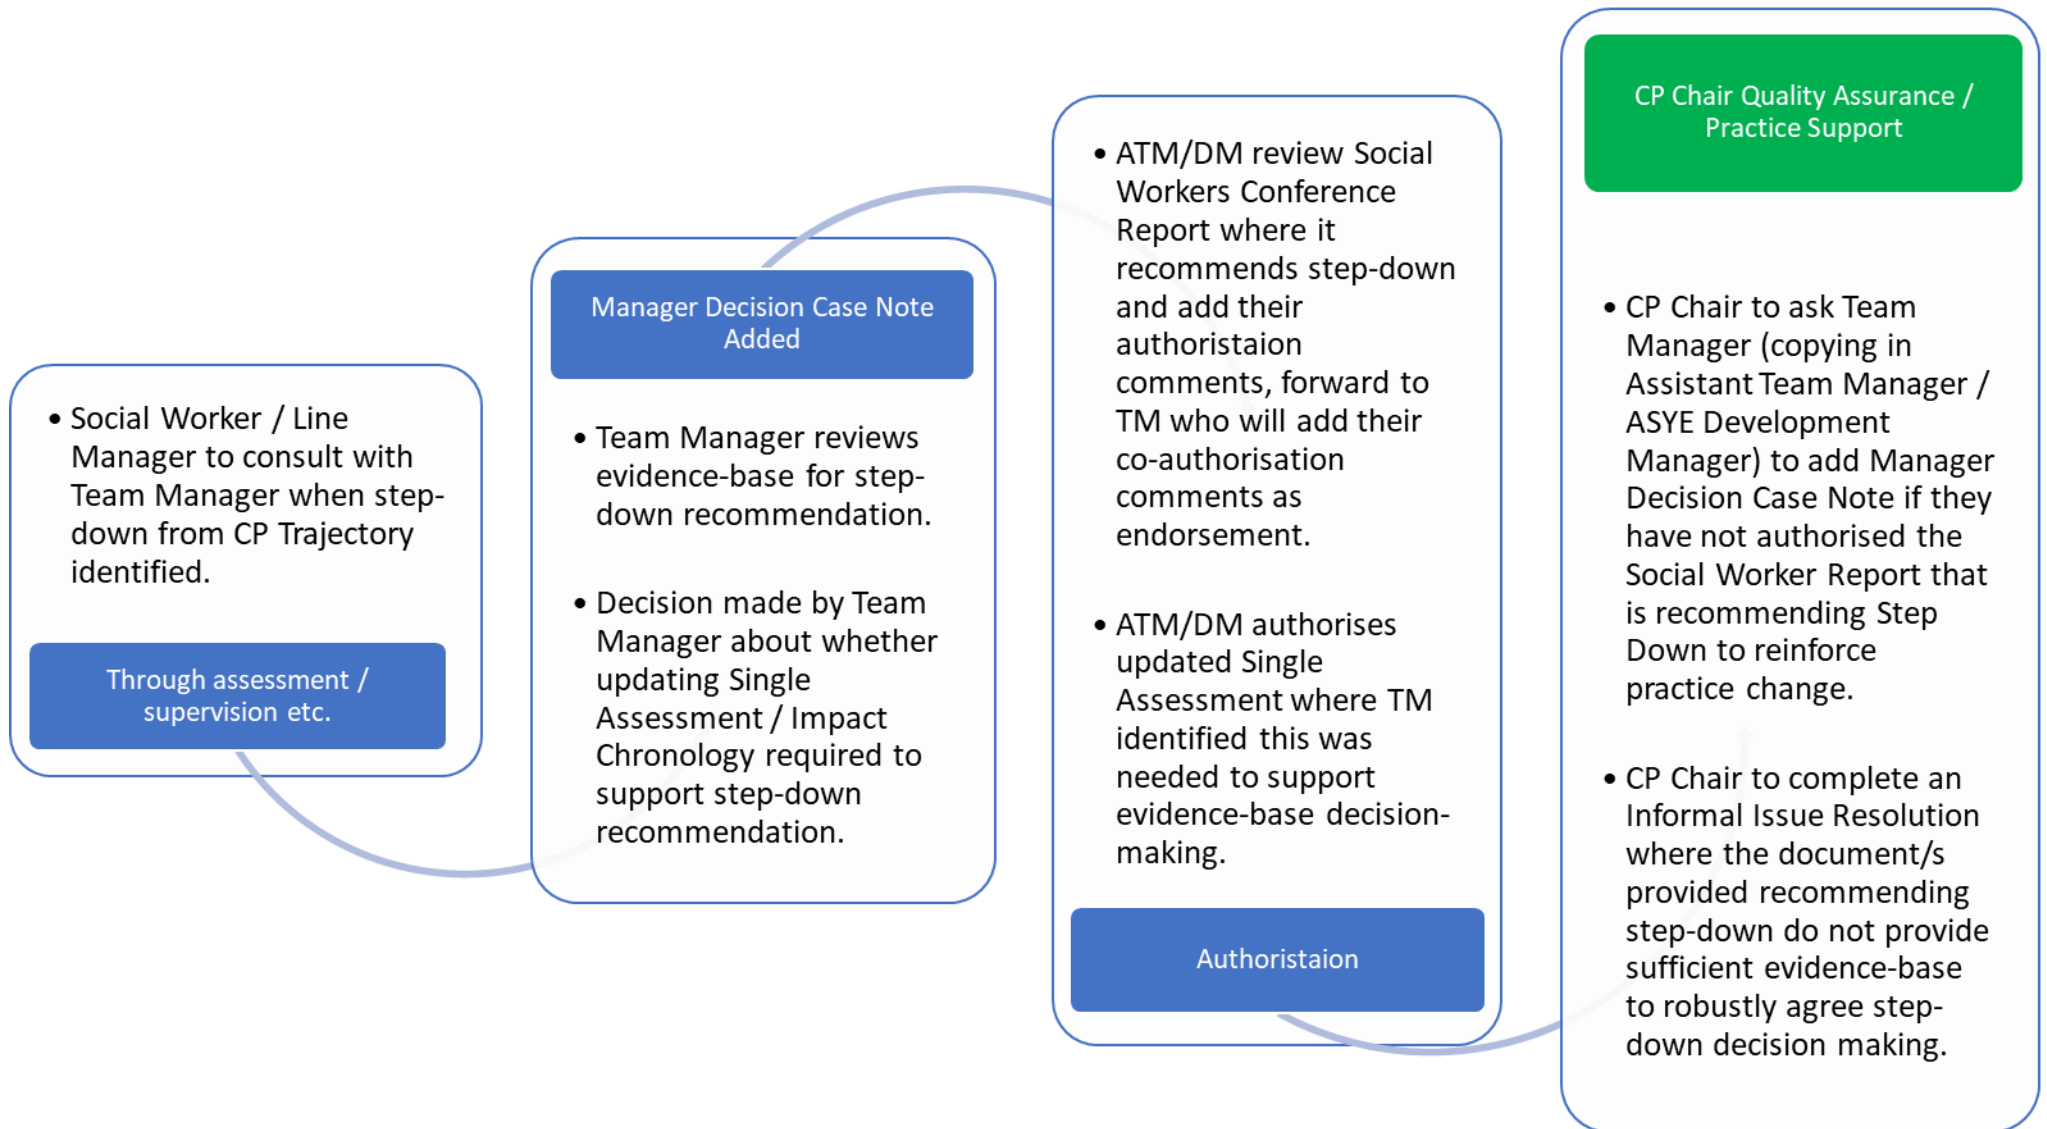 • Social Worker / Line
Manager to consult with
Team Manager when step-
down from CP Trajectory
identified.
Through assessment /
supervision etc.
Manager Decision Case Note
Added
• Team Manager reviews
evidence-base for step-
down recommendation.
• Decision made by Team
Manager about whether
updating Single
Assessment / Impact
Chronology required to
support step-down
recommendation.
• ATM/DM review Social
Workers Conference
Report where it
recommends step-down
and add their
authoristaion
comments, forward to
TM who will add their
co-authorisation
comments as
endorsement.
• ATM/DM authorises
updated Single
Assessment where TM
identified this was
needed to support
evidence-base decision-
making.
Authoristaion
CP Chair Quality Assurance /
Practice Support
• CP Chair to ask Team
Manager (copying in
Assistant Team Manager /
ASYE Development
Manager) to add Manager
Decision Case Note if they
have not authorised the
Social Worker Report that
is recommending Step
Down to reinforce
practice change.
• CP Chair to complete an
Informal Issue Resolution
where the document/s
provided recommending
step-down do not provide
sufficient evidence-base
to robustly agree step-
down decision making.